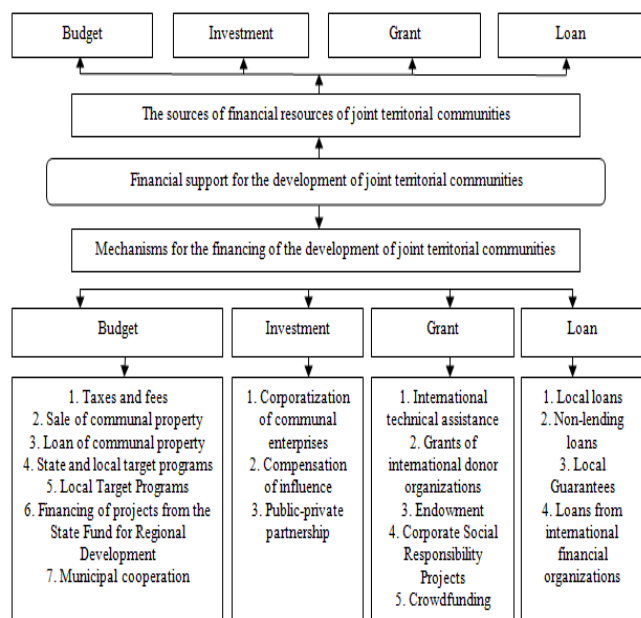 Budget
Investment
Grant
Loan
The sources of financial resources of joint territorial communities
Financial support for the development of joint territorial communities
Mechanisms for the financing of the development of joint territorial communities
Budget
Investment
Grant
Loan
1. Taxes and fees
2. Sale of communal property
3. Loan of communal property
4. State and local target programs
5. Local Target Programs
6. Financing of projects from the
State Fund for Regional
Development
7. Municipal cooperation
1. Corporatization
of communal
enterprises
2. Compensation
of influence
3. Public-private
partnership
1. International
technical assistance
2. Grants of
international donor
organizations
3. Endowment
4. Corporate Social
Responsibility
Projects
5. Crowdfunding
1. Local loans
2. Non-lending
loans
3. Local
Guarantees
4. Loans from
international
financial
organizations